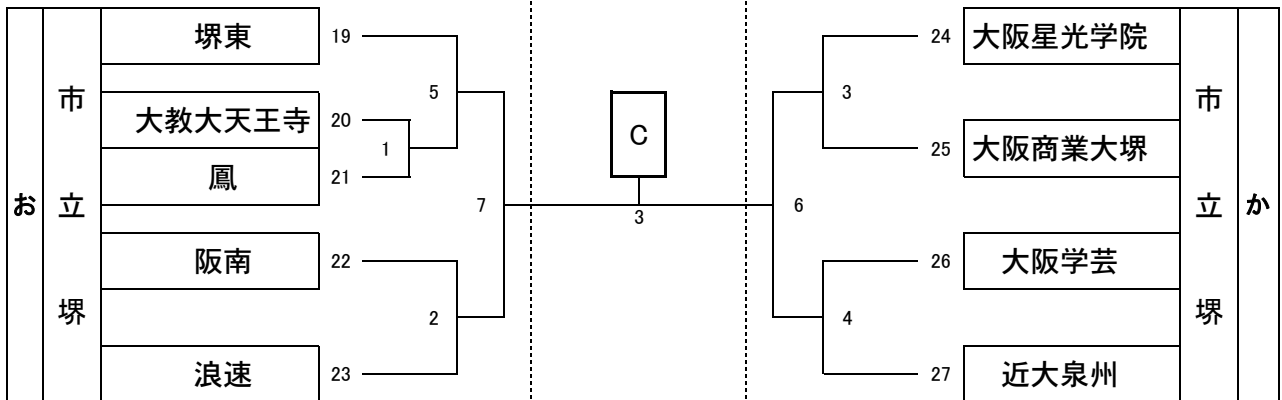 お
市立堺
堺東 19
大教大天王寺 20
鳳 21
阪南 22
浪速 23
5
1
7
2
C
3
3
6
4
24 大阪星光学院
25 大阪商業大堺
26 大阪学芸
27 近大泉州
市立堺
か